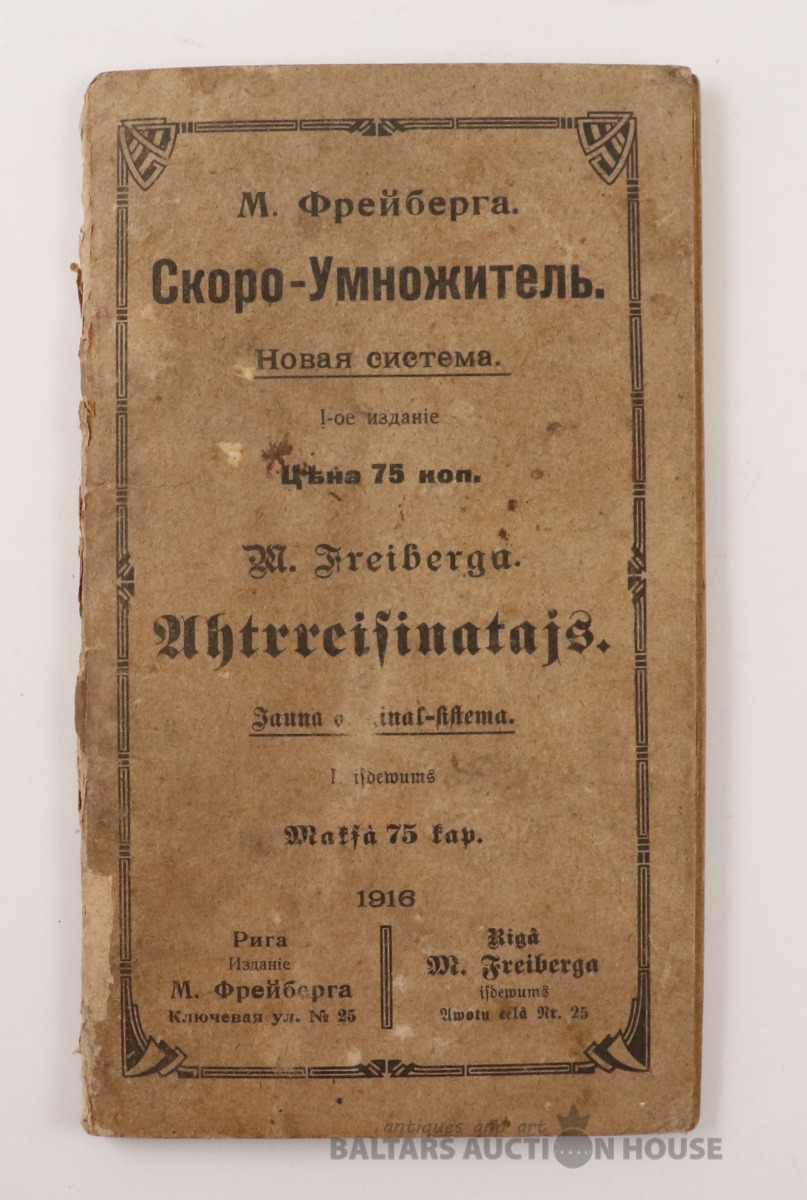 М. Фрейберга.
Скоро-Умножитель.
Новая система.
I-ое изданіе
Цѣна 75 коп.
M. Freiberga.
Ahtrreiſinatajs.
Jauna -ſiſtema.
I. iſdewums
Makſà 75 kap.
1916
Рига
Изданіе
М. Фрейберга
Ключевая ул. № 25
Rigâ
M. Freiberga
iſdewums
Awotu eelà Nr. 25
antiques and art
BALTARS AUCTION HOUSE